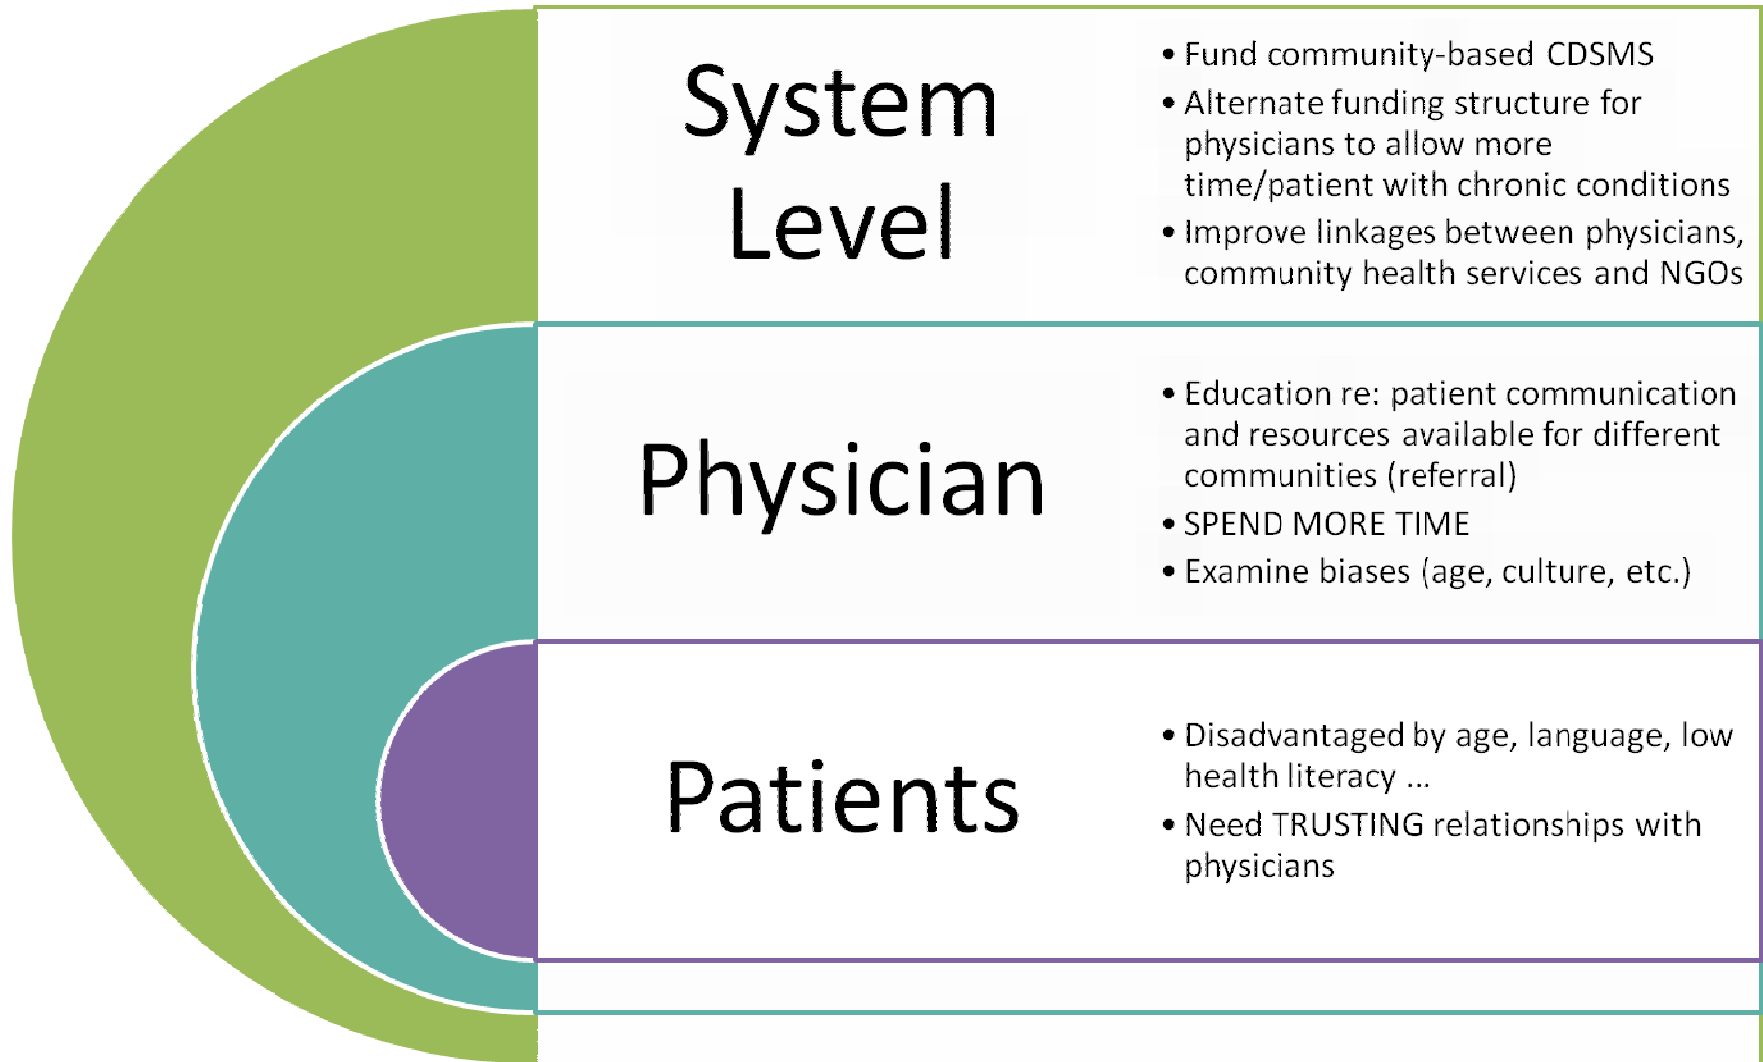 System
Level
• Fund community-based CDSMS
• Alternate funding structure for
physicians to allow more
time/patient with chronic conditions
• Improve linkages between physicians,
community health services and NGOs
Physician
• Education re: patient communication
and resources available for different
communities (referral)
• SPEND MORE TIME
• Examine biases (age, culture, etc.)
Patients
• Disadvantaged by age, language, low
health literacy ...
• Need TRUSTING relationships with
physicians